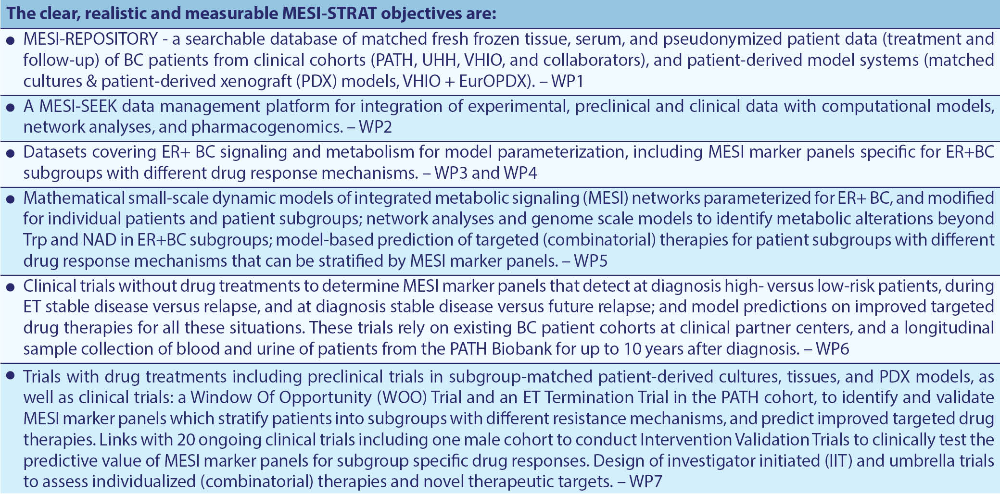 The clear, realistic and measurable MESI-STRAT objectives are:
● MESI-REPOSITORY - a searchable database of matched fresh frozen tissue, serum, and pseudonymized patient data (treatment and
follow-up) of BC patients from clinical cohorts (PATH, UHH, VHIO, and collaborators), and patient-derived model systems (matched
cultures & patient-derived xenograft (PDX) models, VHIO + EurOPDX). – WP1
● A MESI-SEEK data management platform for integration of experimental, preclinical and clinical data with computational models,
network analyses, and pharmacogenomics. – WP2
● Datasets covering ER+ BC signaling and metabolism for model parameterization, including MESI marker panels specific for ER+BC
subgroups with different drug response mechanisms. – WP3 and WP4
● Mathematical small-scale dynamic models of integrated metabolic signaling (MESI) networks parameterized for ER+ BC, and modified
for individual patients and patient subgroups; network analyses and genome scale models to identify metabolic alterations beyond
Trp and NAD in ER+BC subgroups; model-based prediction of targeted (combinatorial) therapies for patient subgroups with different
drug response mechanisms that can be stratified by MESI marker panels. – WP5
● Clinical trials without drug treatments to determine MESI marker panels that detect at diagnosis high- versus low-risk patients, during
ET stable disease versus relapse, and at diagnosis stable disease versus future relapse; and model predictions on improved targeted
drug therapies for all these situations. These trials rely on existing BC patient cohorts at clinical partner centers, and a longitudinal
sample collection of blood and urine of patients from the PATH Biobank for up to 10 years after diagnosis. – WP6
● Trials with drug treatments including preclinical trials in subgroup-matched patient-derived cultures, tissues, and PDX models, as
well as clinical trials: a Window Of Opportunity (WOO) Trial and an ET Termination Trial in the PATH cohort, to identify and validate
MESI marker panels which stratify patients into subgroups with different resistance mechanisms, and predict improved targeted drug
therapies. Links with 20 ongoing clinical trials including one male cohort to conduct Intervention Validation Trials to clinically test the
predictive value of MESI marker panels for subgroup specific drug responses. Design of investigator initiated (IIT) and umbrella trials
to assess individualized (combinatorial) therapies and novel therapeutic targets. – WP7